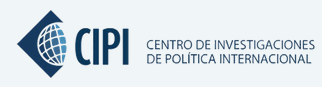 CIPI
CENTRO DE INVESTIGACIONES
DE POLÍTICA INTERNACIONAL